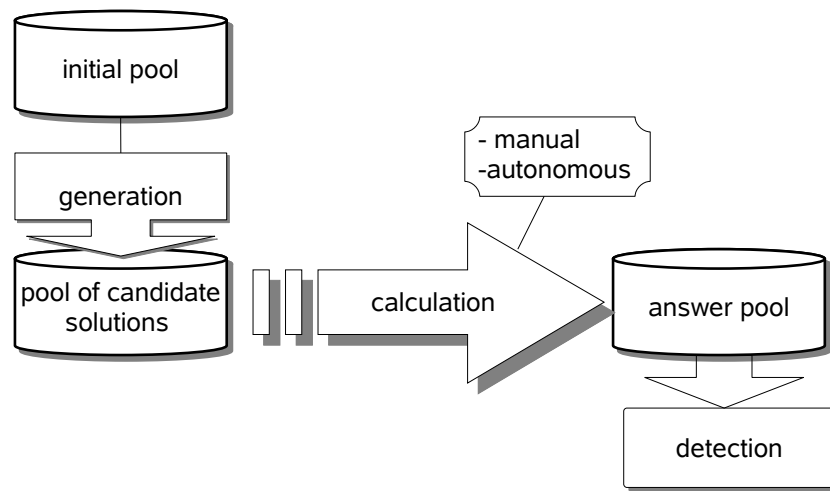 initial pool
generation
pool of candidate
solutions
- manual
-autonomous
calculation
answer pool
detection